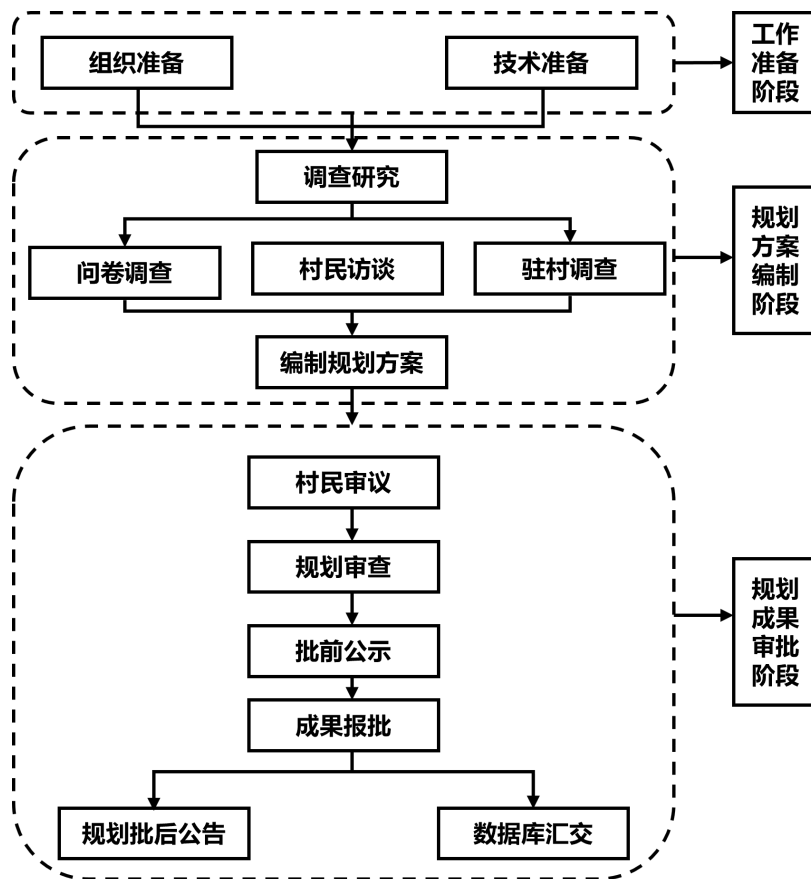 组织准备
技术准备
工作
准备
阶段
调查研究
问卷调查
村民访谈
驻村调查
编制规划方案
规划
方案
编制
阶段
村民审议
规划审查
批前公示
成果报批
规划批后公告
数据库汇交
规划
成果
审批
阶段